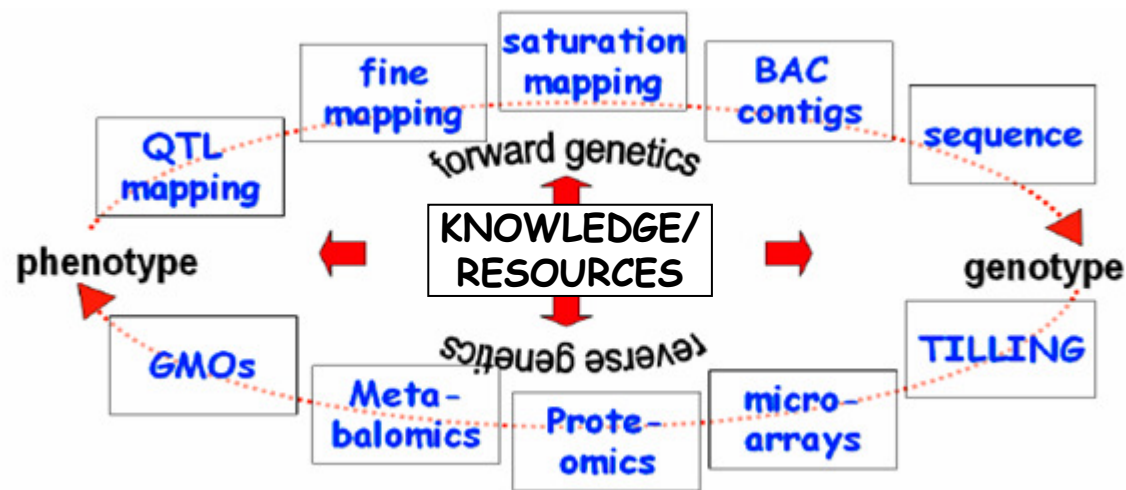 saturation
mapping
fine
mapping
BAC
contigs
QTL
mapping
sequence
forward genetics
KNOWLEDGE/
RESOURCES
phenotype
genotype
reverse genetics
GMOs
Meta-
balomics
Prote-
omics
micro-
arrays
TILLING